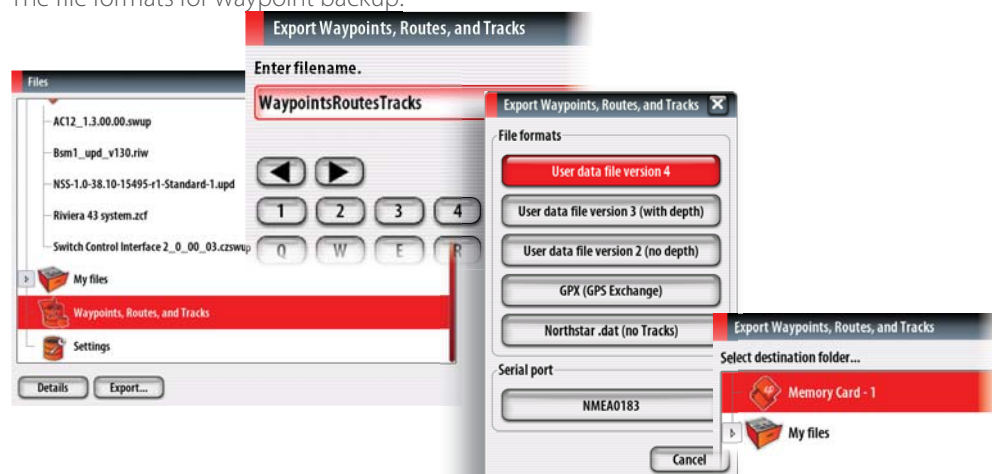 The file formats for waypoint backup.
Files
AC12_1.3.00.00.swup
Bsm1_upd_v130.riw
NSS-1.0-38.10-15495-r1-Standard-1.upd
Riviera 43 system.zcf
Switch Control Interface 2_0_00_03.czswup
My files
Waypoints, Routes, and Tracks
Settings
Details
Export...
Export Waypoints, Routes, and Tracks
Enter filename.
WaypointsRoutesTracks
1 2 3 4
Q W E R
Export Waypoints, Routes, and Tracks
File formats
User data file version 4
User data file version 3 (with depth)
User data file version 2 (no depth)
GPX (GPS Exchange)
Northstar .dat (no Tracks)
Serial port
NMEA0183
Cancel
Export Waypoints, Routes, and Tracks
Select destination folder...
Memory Card - 1
My files